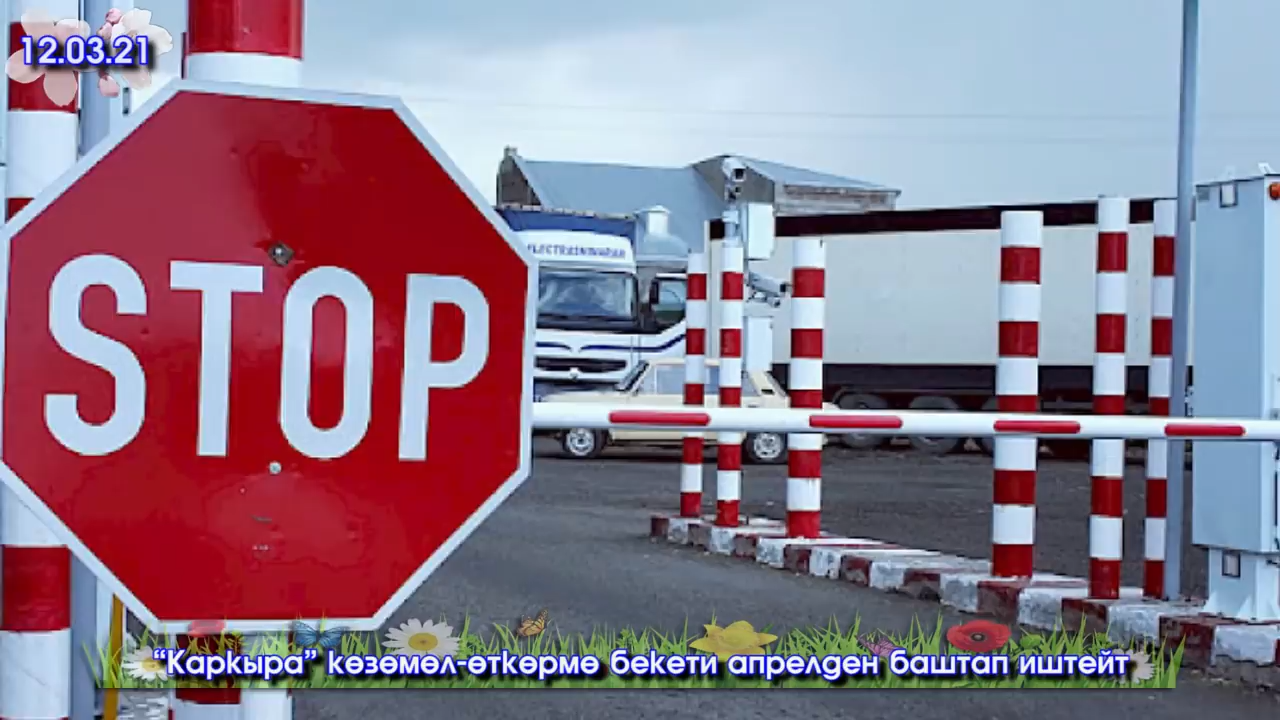 12.03.21
STOP
“Каркыра” көзөмөл-өткөрмө бекети апрелден баштап иштейт